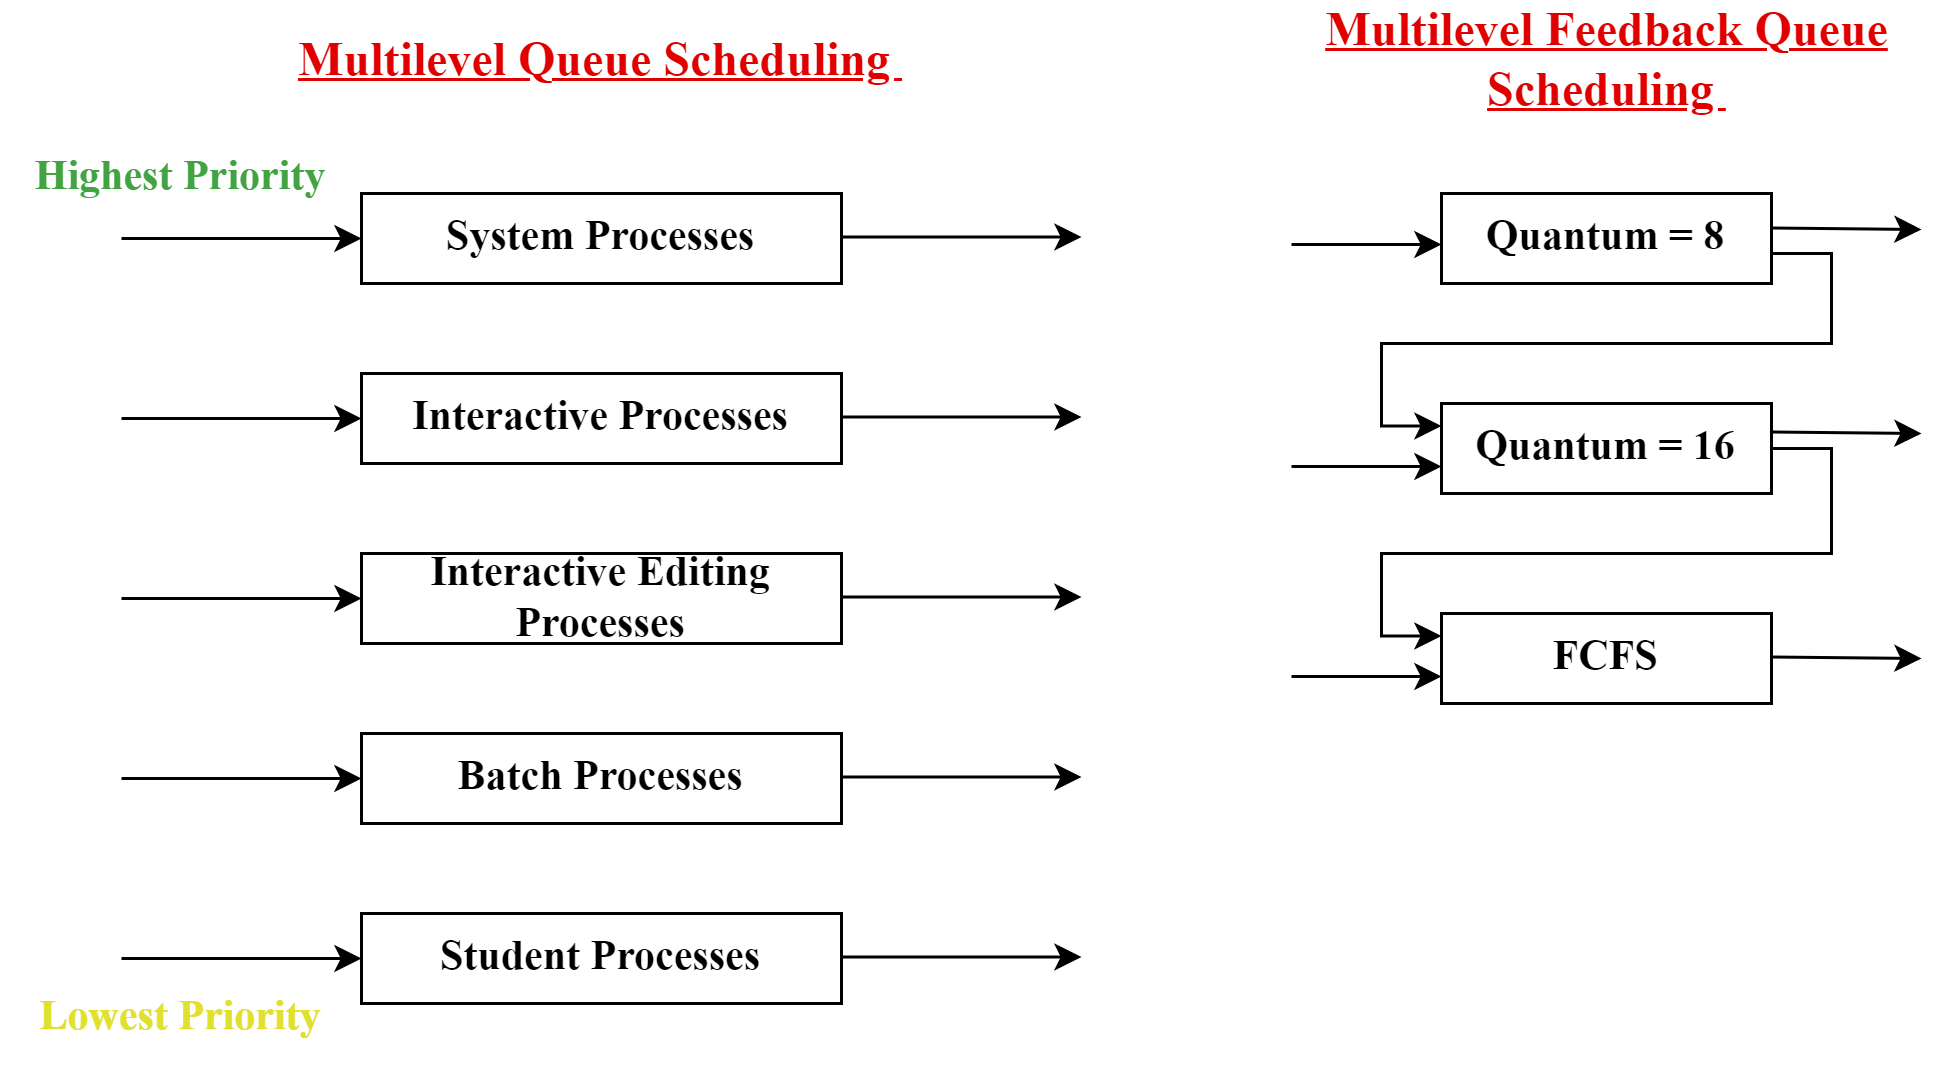 Multilevel Queue Scheduling
Highest Priority
System Processes
Interactive Processes
Interactive Editing
Processes
Batch Processes
Student Processes
Lowest Priority
Multilevel Feedback Queue
Scheduling
Quantum = 8
Quantum = 16
FCFS